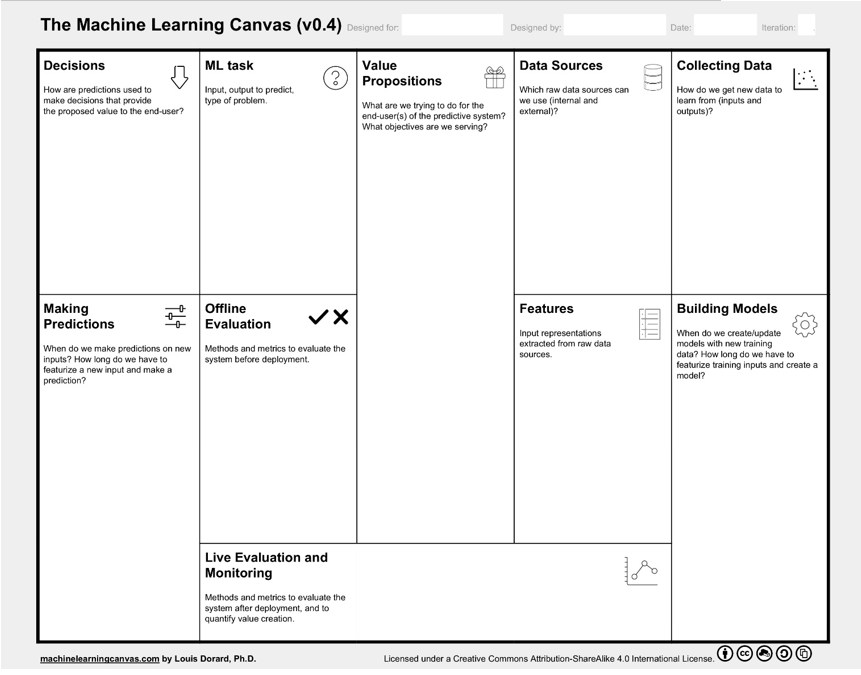 The Machine Learning Canvas (v0.4) Designed for: Designed by: Date: Iteration: .
Decisions
How are predictions used to
make decisions that provide
the proposed value to the end-user?
ML task
Input, output to predict,
type of problem.
Value
Propositions
What are we trying to do for the
end-user(s) of the predictive system?
What objectives are we serving?
Data Sources
Which raw data sources can
we use (internal and
external)?
Collecting Data
How do we get new data to
learn from (inputs and
outputs)?
Making
Predictions
When do we make predictions on new
inputs? How long do we have to
featurize a new input and make a
prediction?
Offline
Evaluation
Methods and metrics to evaluate the
system before deployment.
Features
Input representations
extracted from raw data
sources.
Building Models
When do we create/update
models with new training
data? How long do we have to
featurize training inputs and create a
model?
Live Evaluation and
Monitoring
Methods and metrics to evaluate the
system after deployment, and to
quantify value creation.
machinelearningcanvas.com by Louis Dorard, Ph.D.
Licensed under a Creative Commons Attribution-ShareAlike 4.0 International License.